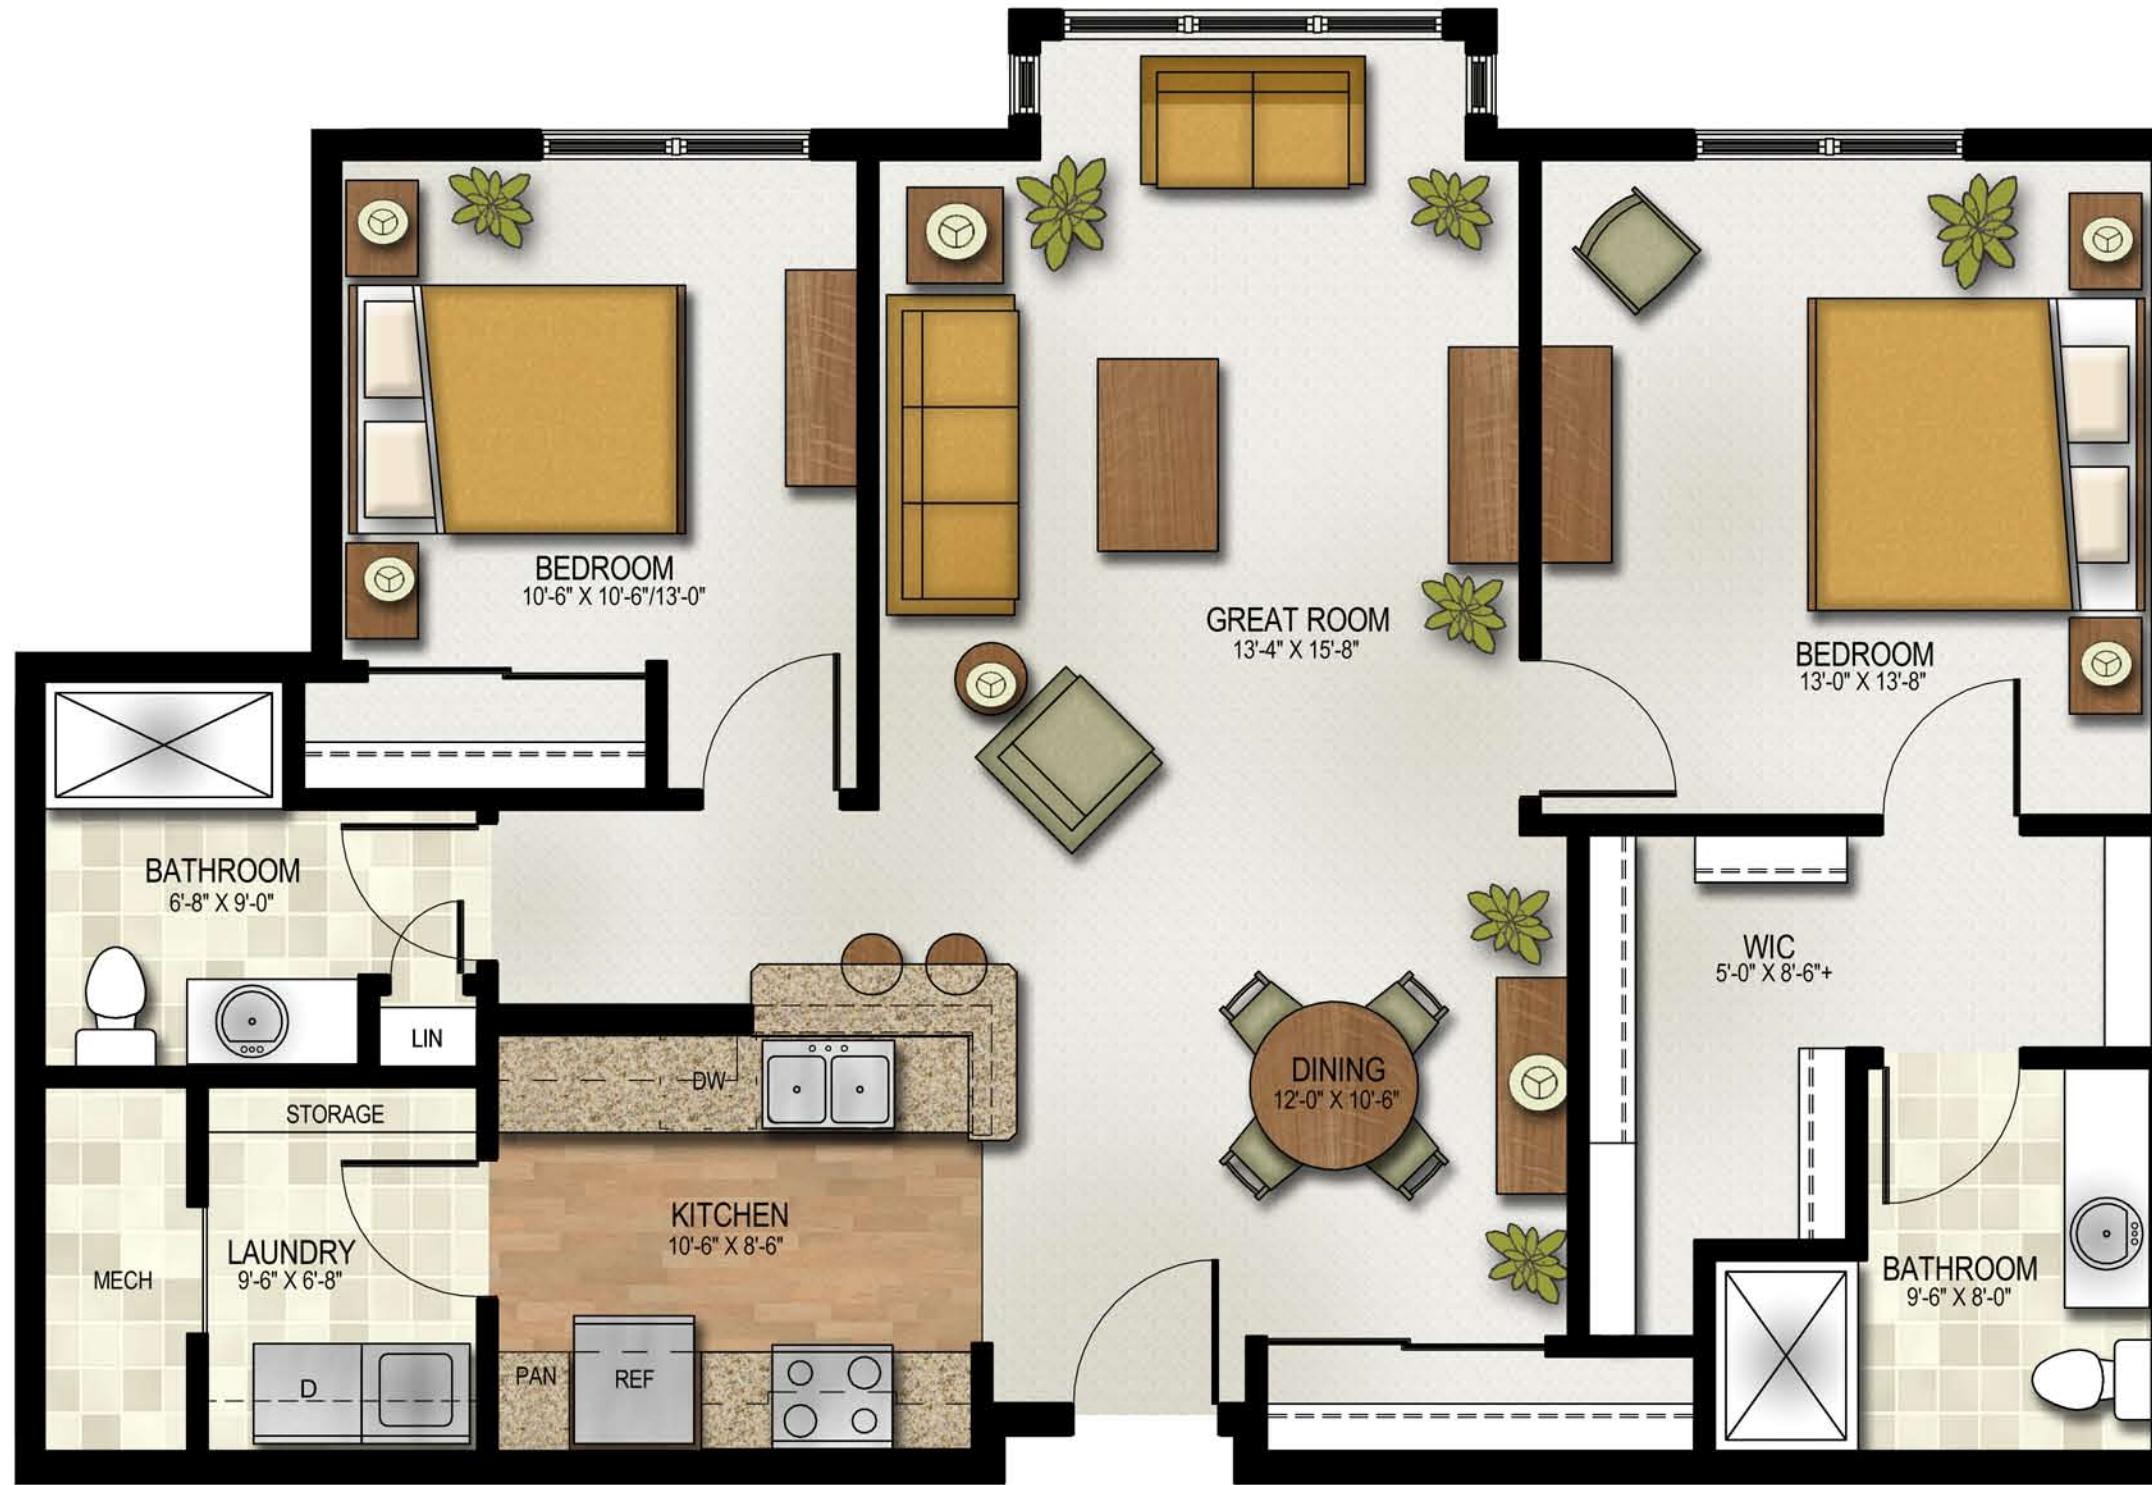 BEDROOM
10'-6" X 10'-6"/13'-0"
GREAT ROOM
13'-4" X 15'-8"
BEDROOM
13'-0" X 13'-8"
BATHROOM
6'-8" X 9'-0"
WIC
5'-0" X 8'-6"+
LIN
DW
DINING
12'-0" X 10'-6"
STORAGE
KITCHEN
10'-6" X 8'-6"
LAUNDRY
9'-6" X 6'-8"
MECH
BATHROOM
9'-6" X 8'-0"
D
PAN
REF